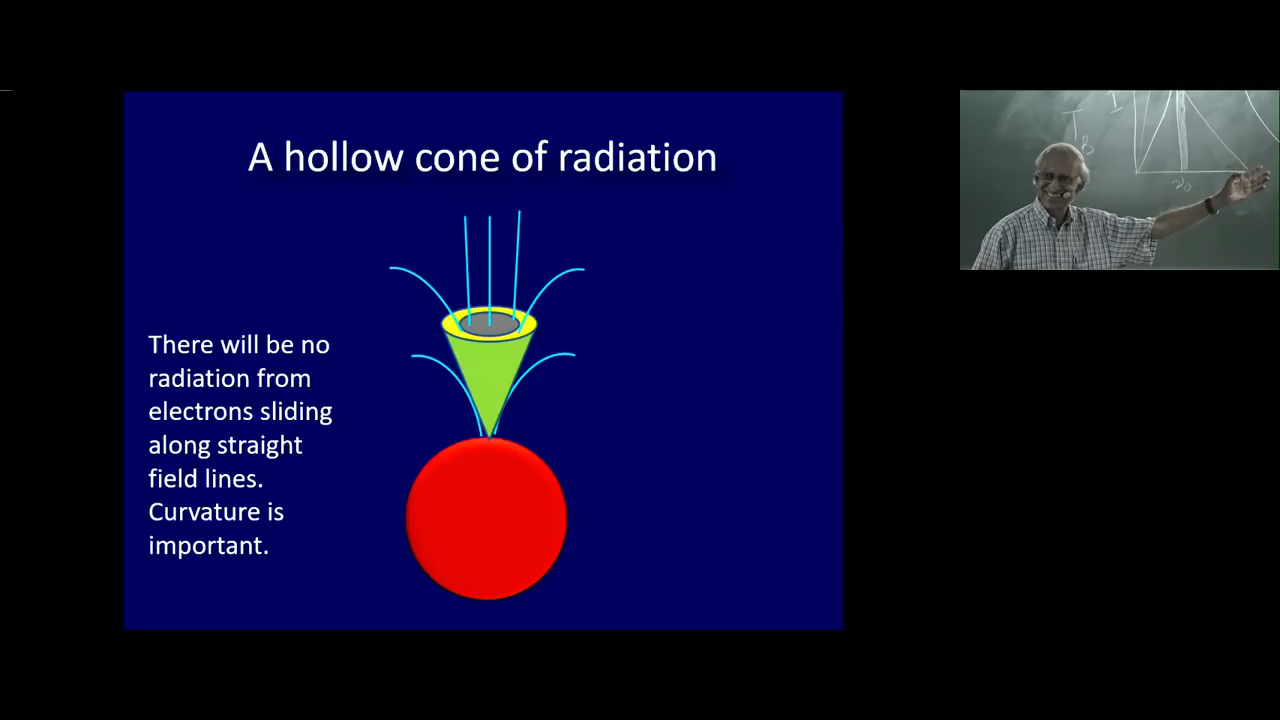 A hollow cone of radiation
There will be no
radiation from
electrons sliding
along straight
field lines.
Curvature is
important.
B